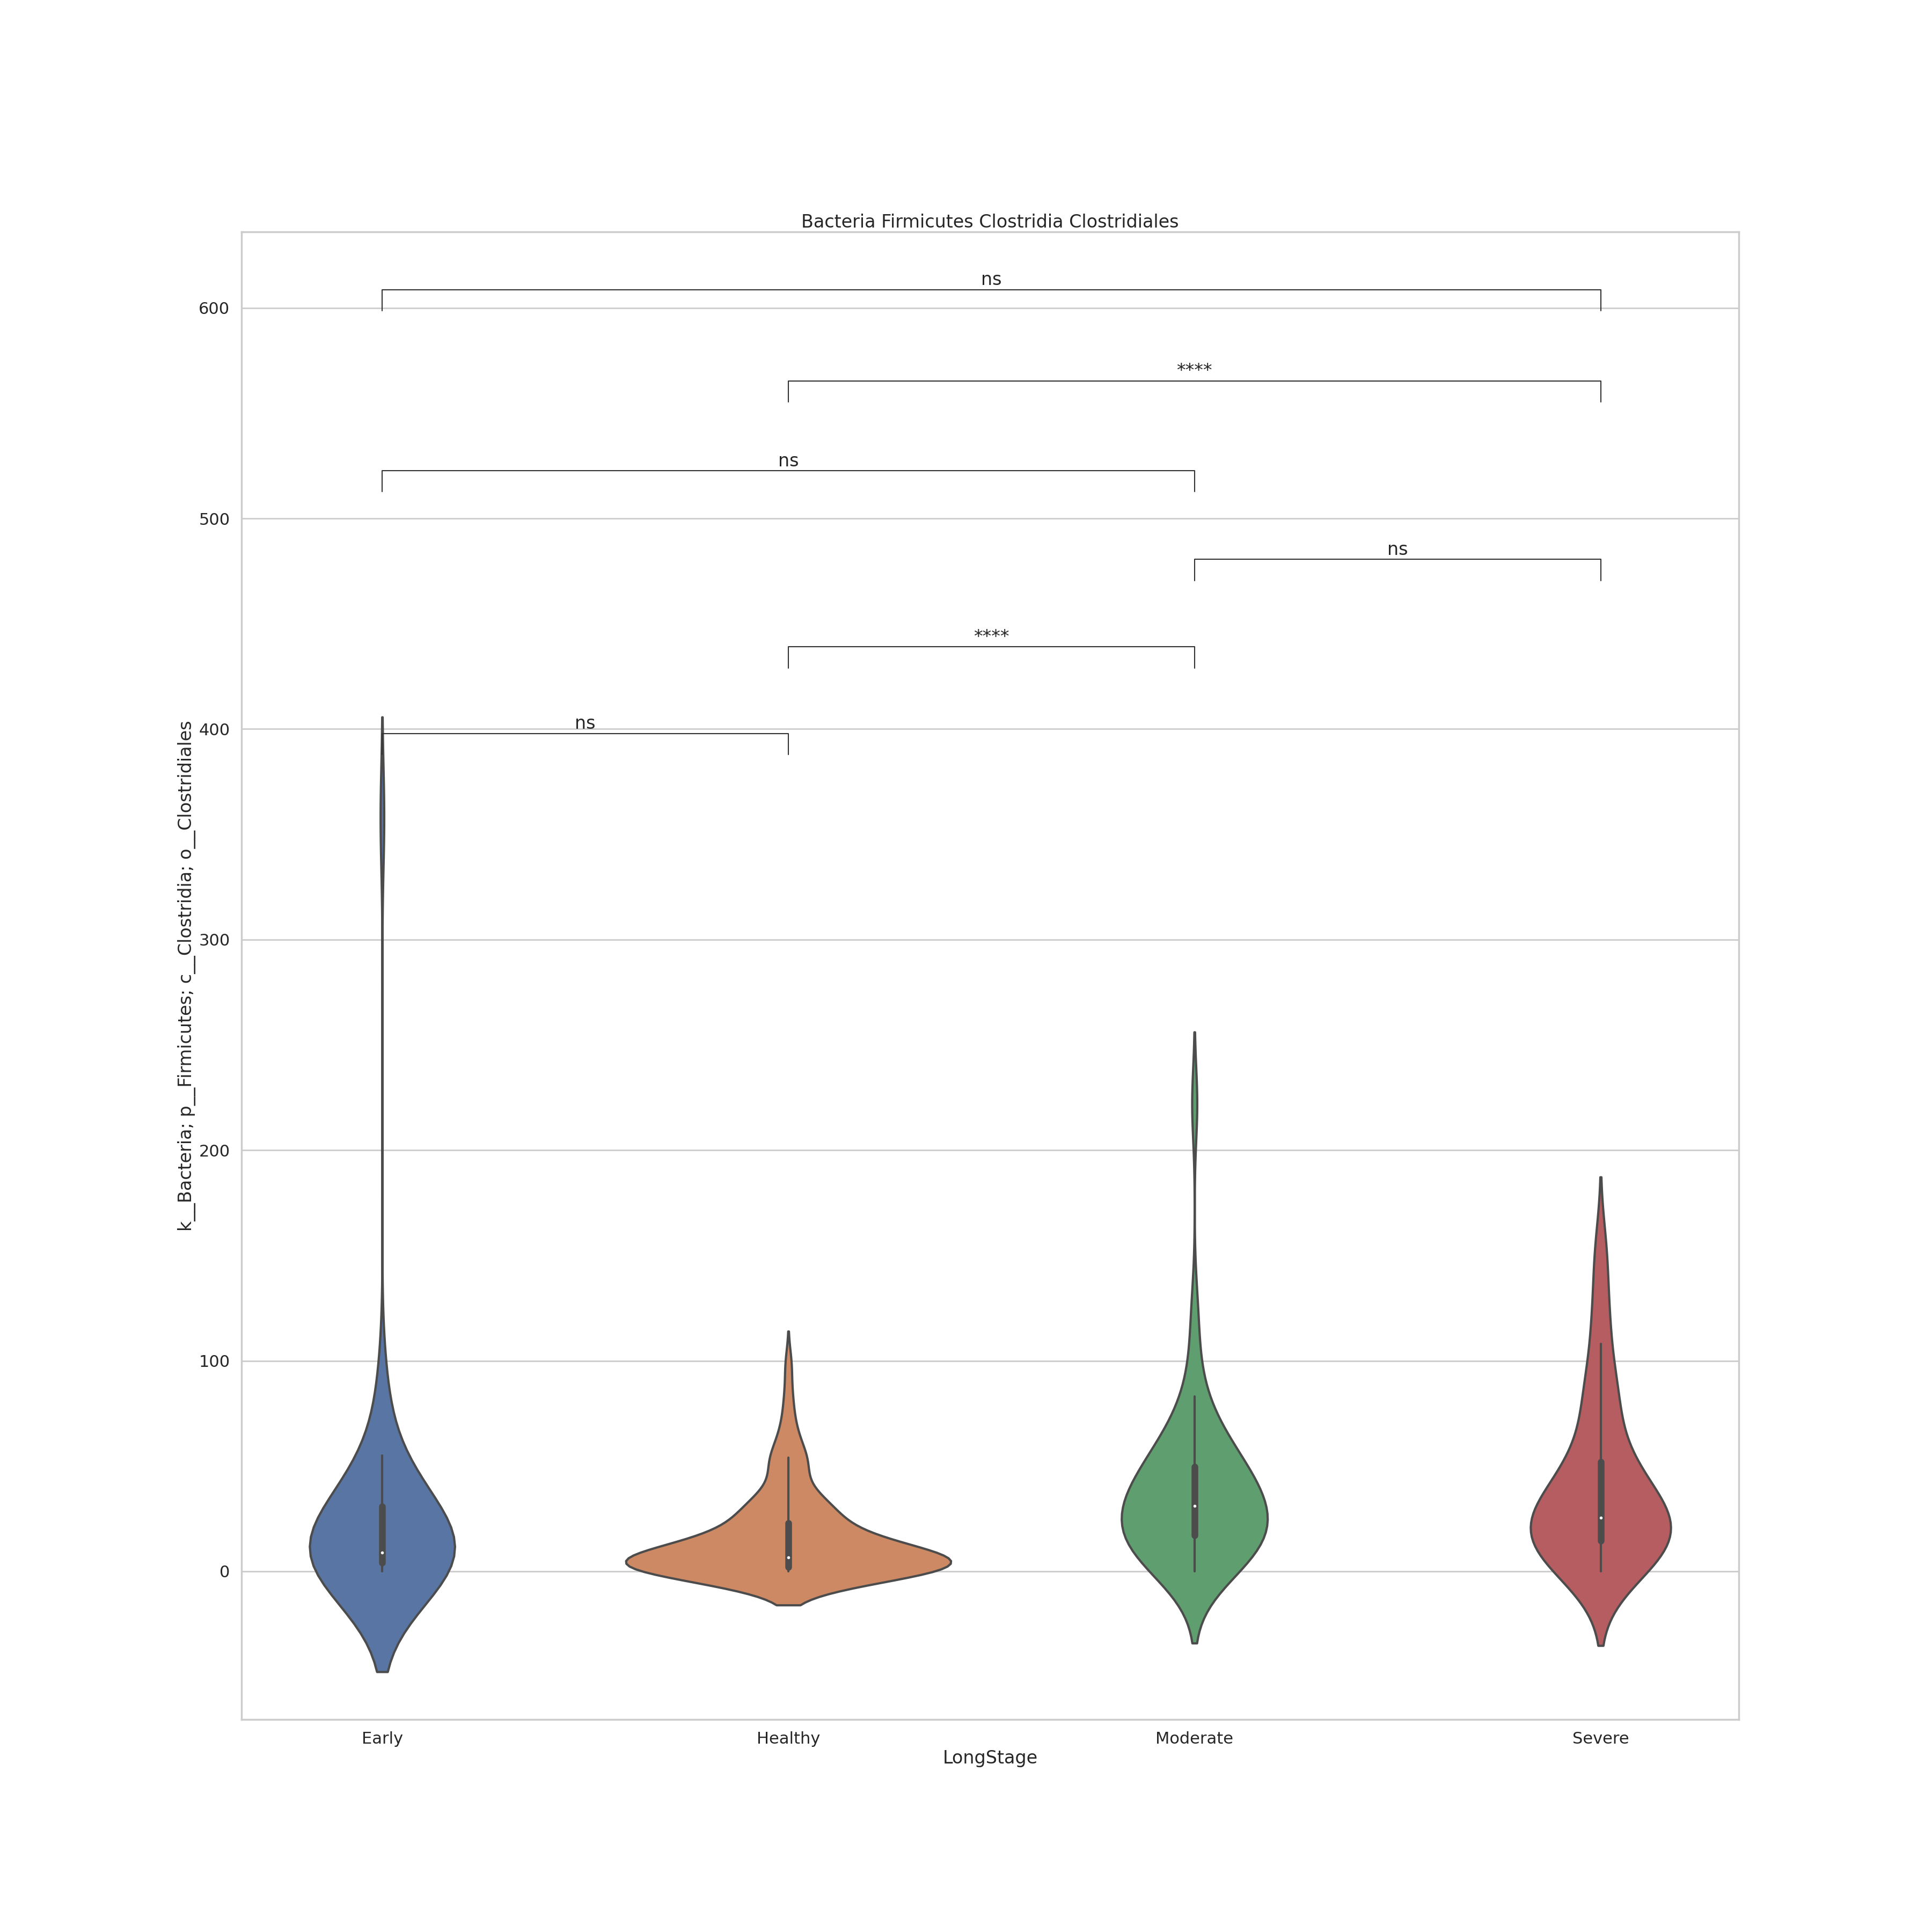 Bacteria Firmicutes Clostridia Clostridiales
ns
600
****
ns
500
ns
****
ns
400
k__Bacteria; p__Firmicutes; c__Clostridia; o__Clostridiales
300
200
100
0
Early Healthy Moderate Severe
LongStage